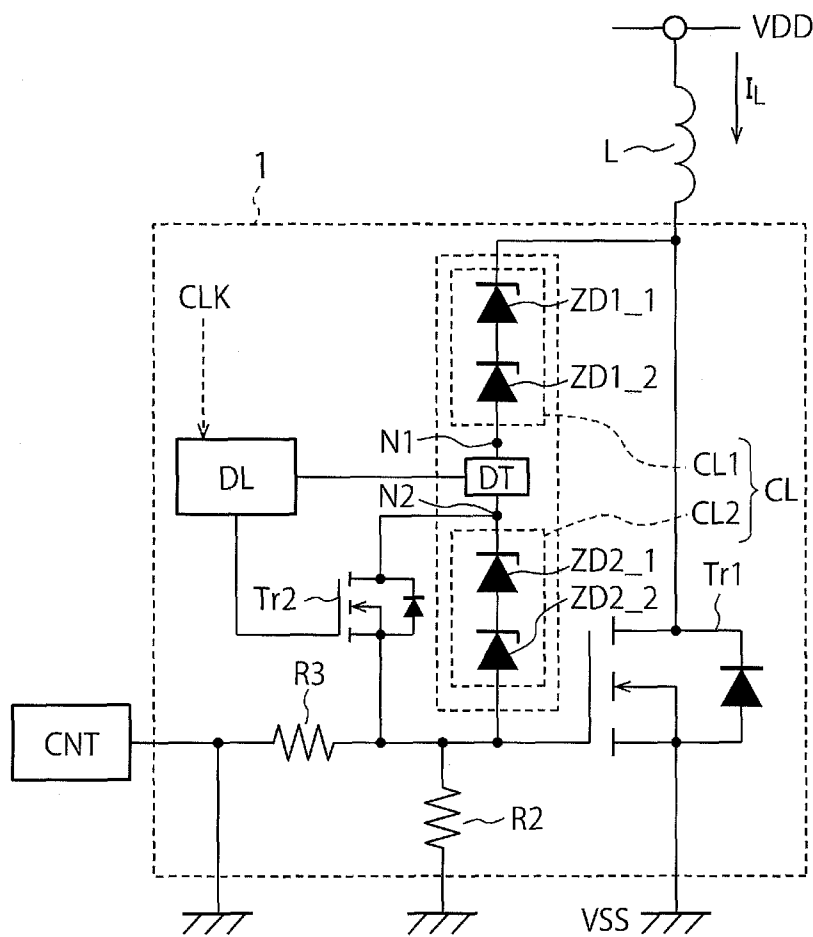 VDD
I_L
L
1
CLK
ZD1_1
ZD1_2
N1
DL
DT
CL1
CL
N2
CL2
ZD2_1
Tr2
ZD2_2
Tr1
R3
CNT
R2
VSS